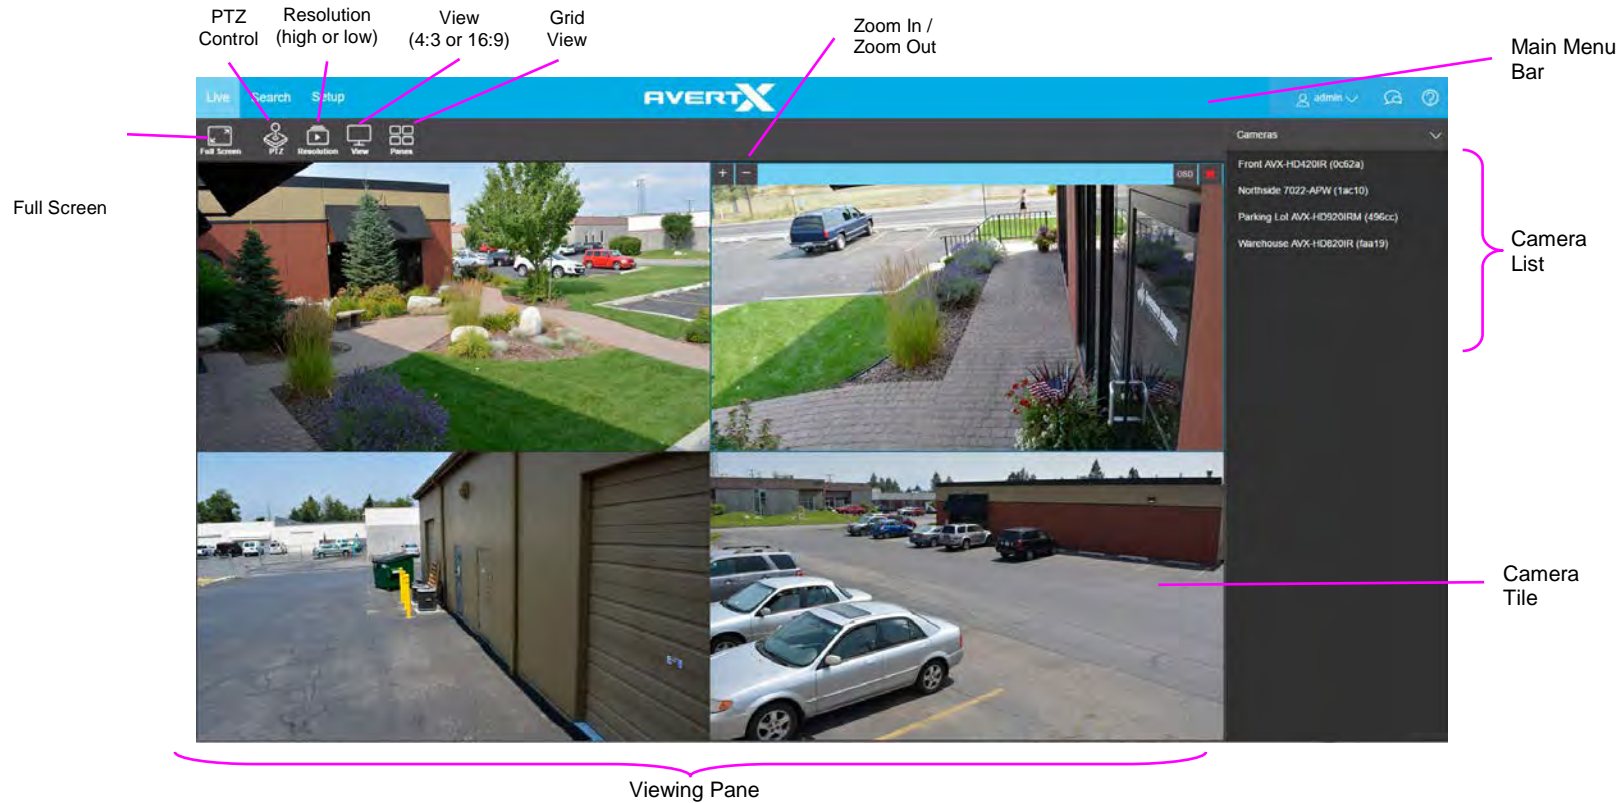 PTZ
Control
Resolution
(high or low)
View
(4:3 or 16:9)
Grid
View
Zoom In /
Zoom Out
Main Menu
Bar
Live
Search
Setup
AVERTX
admin
Full Screen
PTZ
Resolution
View
Panes
Cameras
+
−
OSD
Front AVX-HD420IR (0c62a)
Northside 7022-APW (1ac10)
Parking Lot AVX-HD920IRM (496cc)
Warehouse AVX-HD820IR (faa19)
Full Screen
Camera
List
Camera
Tile
Viewing Pane